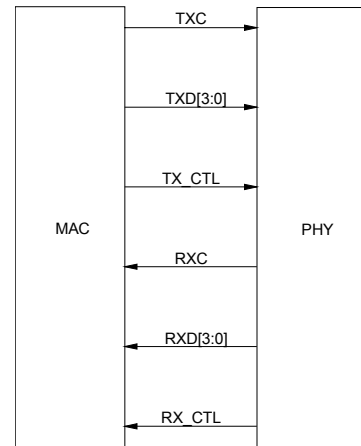 TXC
TXD[3:0]
TX_CTL
MAC
PHY
RXC
RXD[3:0]
RX_CTL